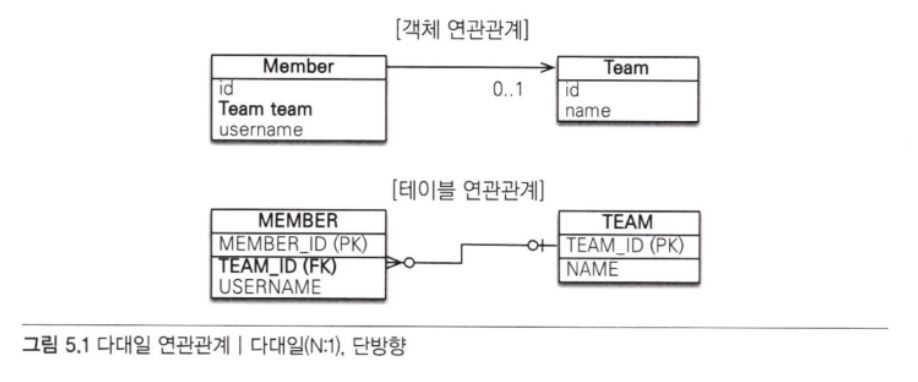 [객체 연관관계]
Member
id
Team team
username
0..1
Team
id
name
[테이블 연관관계]
MEMBER
MEMBER_ID (PK)
TEAM_ID (FK)
USERNAME
TEAM
TEAM_ID (PK)
NAME
그림 5.1 다대일 연관관계 | 다대일(N:1), 단방향